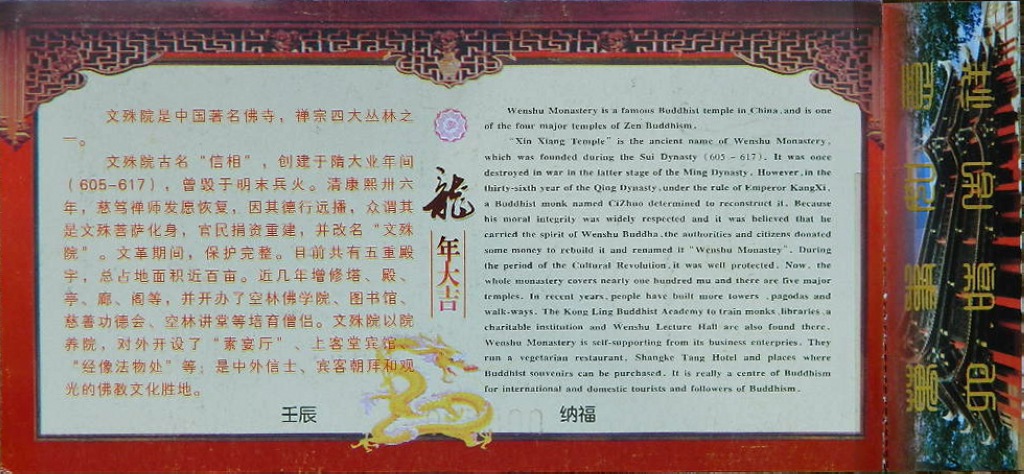 文殊院是中国著名佛寺，禅宗四大丛林之
一。
文殊院古名“信相”，创建于隋大业年间
（605-617），曾毁于明末兵火。清康熙卅六
年，慈笃禅师发愿恢复，因其德行远播，众谓其
是文殊菩萨化身，官民捐资重建，并改名“文殊
院”。文革期间，保护完整。目前共有五重殿
宇，总占地面积近百亩。近几年增修塔、殿、
亭、廊、阁等，并开办了空林佛学院、图书馆、
慈善功德会、空林讲堂等培育僧侣。文殊院以院
养院，对外开设了“素宴厅”、上客堂宾馆、
“经像法物处”等；是中外信士、宾客朝拜和观
光的佛教文化胜地。
龍
年大吉
Wenshu Monastery is a famous Buddhist temple in China,and is one
of the four major temples of Zen Buddhism.
"Xin Xiang Temple" is the ancient name of Wenshu Monastery,
which was founded during the Sui Dynasty (605 - 617). It was once
destroyed in war in the latter stage of the Ming Dynasty. However, in the
thirty-sixth year of the Qing Dynasty,under the rule of Emperor KangXi,
a Buddhist monk named CiZhuo determined to reconstruct it. Because
his moral integrity was widely respected and it was believed that he
carried the spirit of Wenshu Buddha,the authorities and citizens donated
some money to rebuild it and renamed it "Wenshu Monastey". During
the period of the Cultural Revolution,it was well protected. Now, the
whole monastery covers nearly one hundred mu and there are five major
temples. In recent years,people have built more towers ,pagodas and
walk-ways. The Kong Ling Buddhist Academy to train monks,libraries,a
charitable institution and Wenshu Lecture Hall are also found there.
Wenshu Monastery is self-supporting from its business enterpries. They
run a vegetarian restaurant, Shangke Tang Hotel and places where
Buddhist souvenirs can be purchased. It is really a centre of Buddhism
for international and domestic tourists and followers of Buddhism.
壬辰
纳福